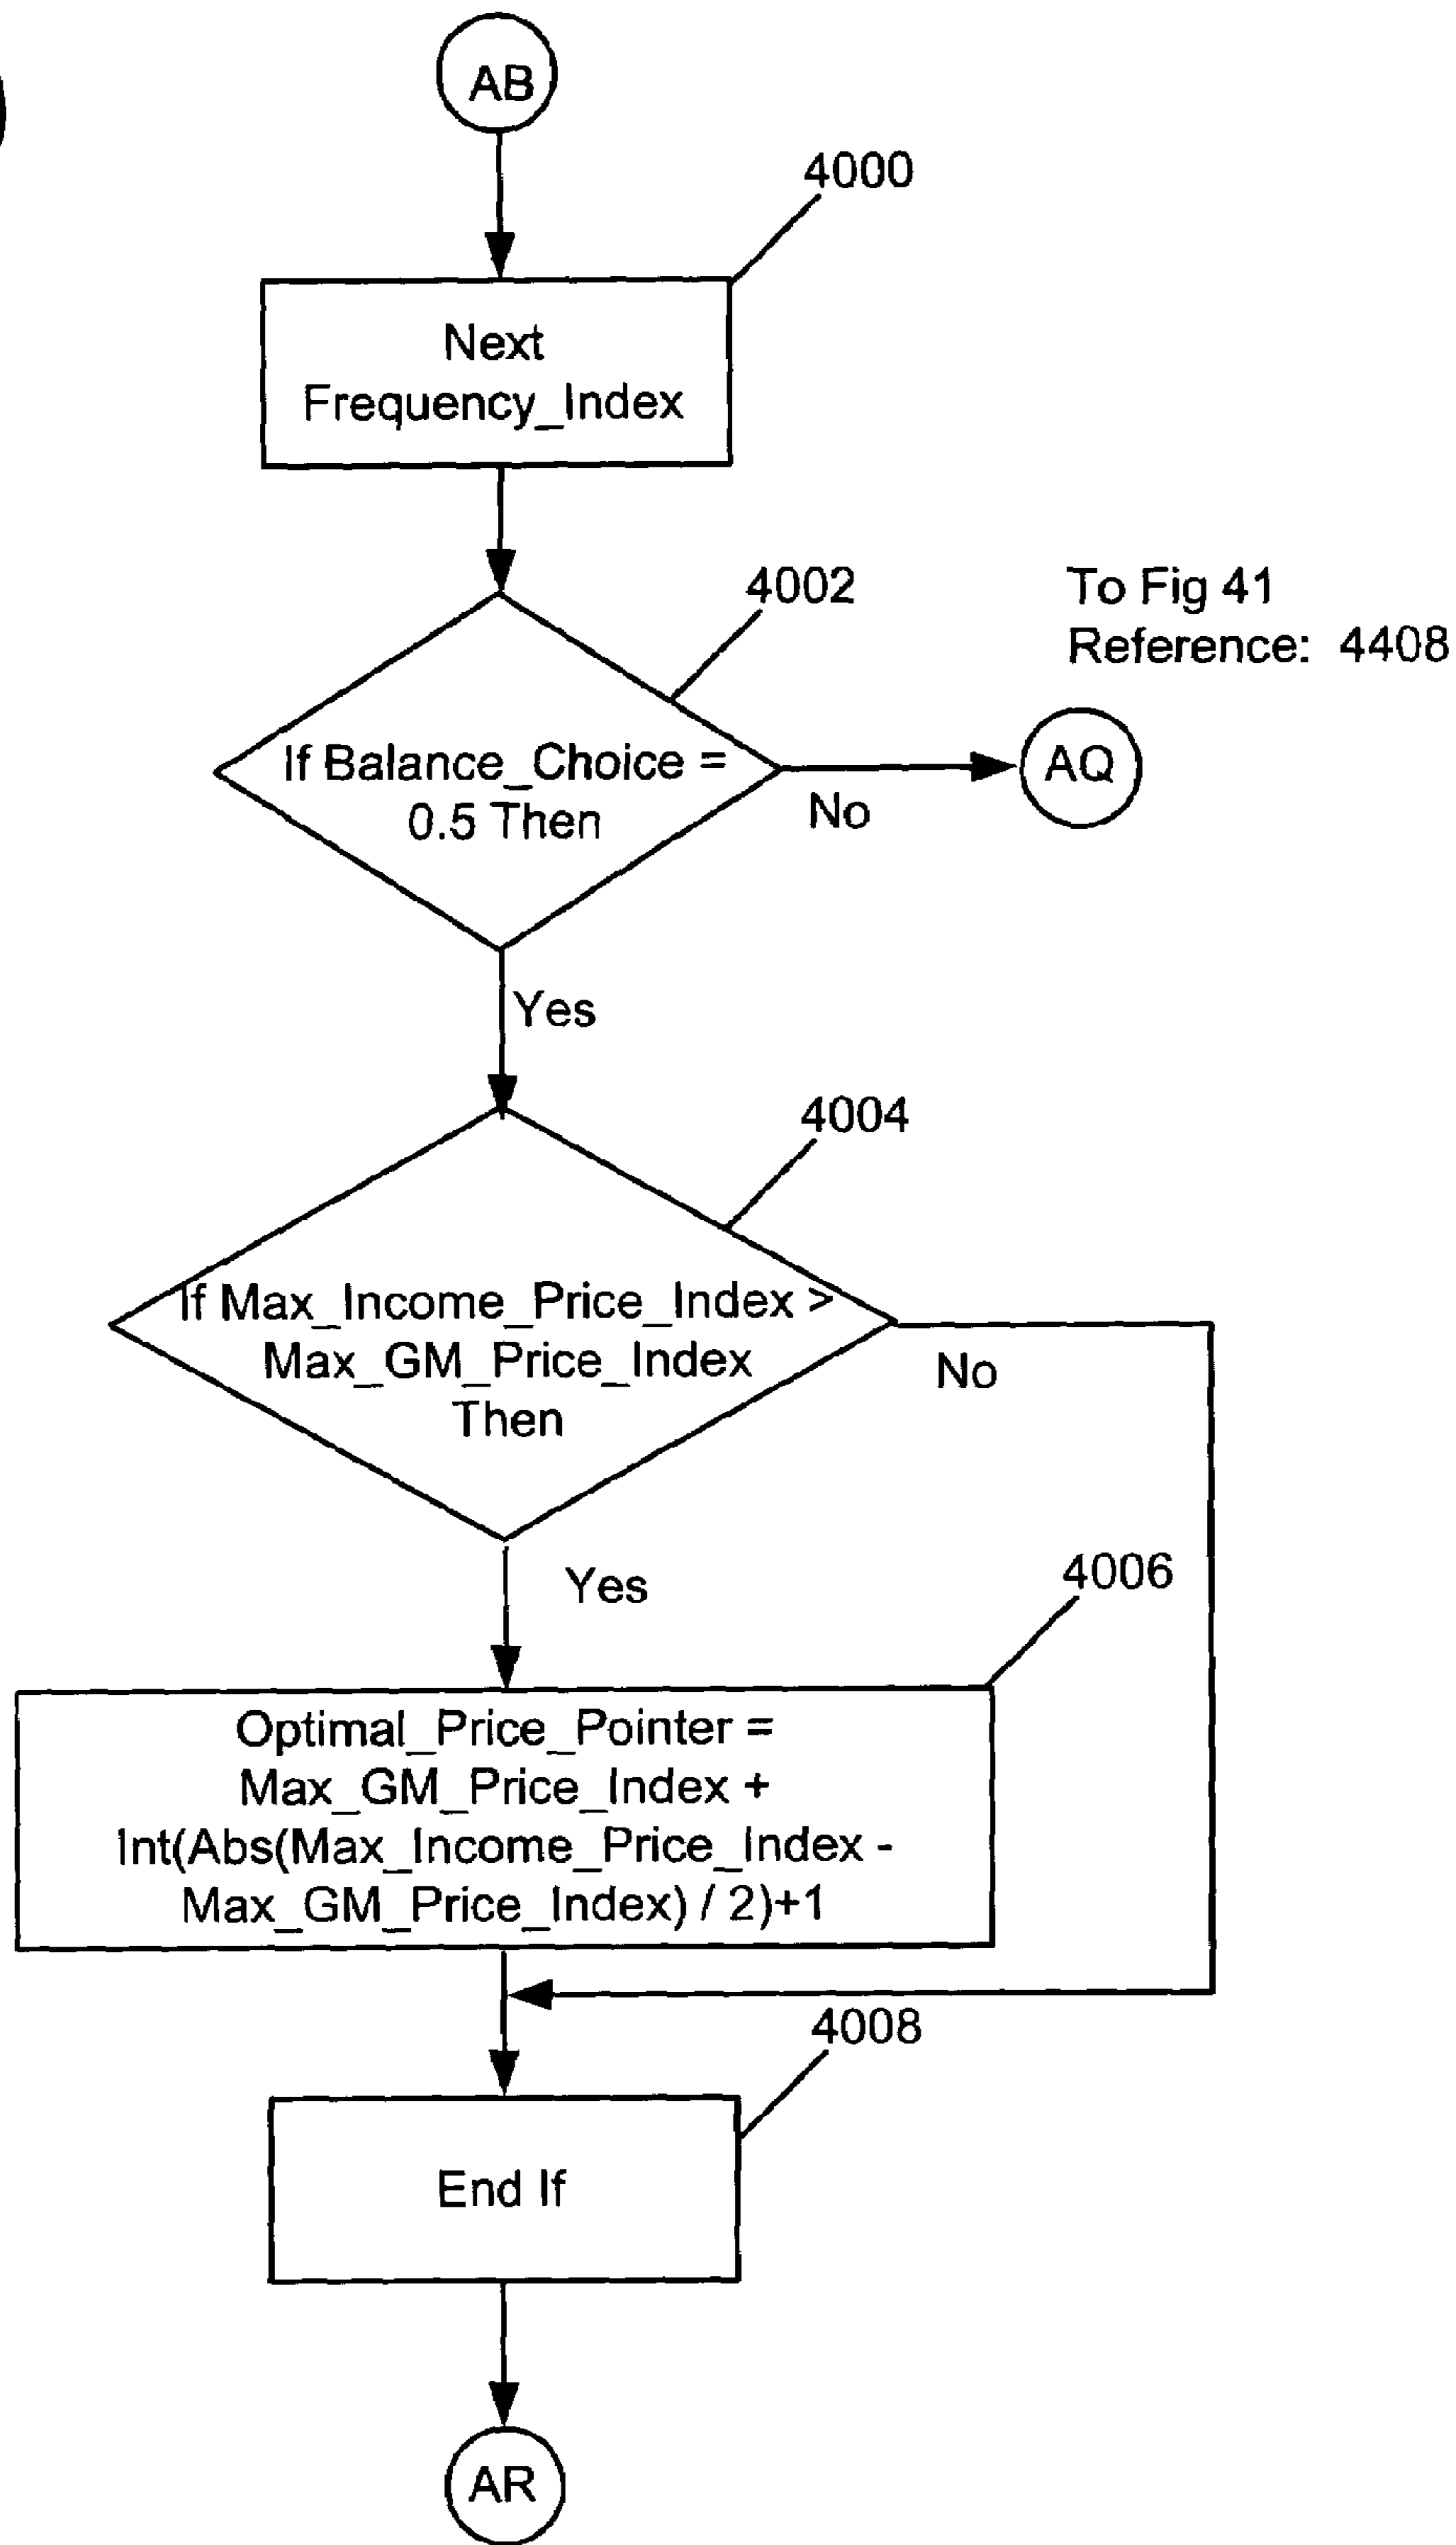 AB
4000
Next
Frequency_Index
4002
To Fig 41
Reference: 4408
If Balance_Choice =
0.5 Then
No
AQ
Yes
4004
If Max_Income_Price_Index >
Max_GM_Price_Index
Then
No
Yes
4006
Optimal_Price_Pointer =
Max_GM_Price_Index +
Int(Abs(Max_Income_Price_Index -
Max_GM_Price_Index) / 2)+1
4008
End If
AR